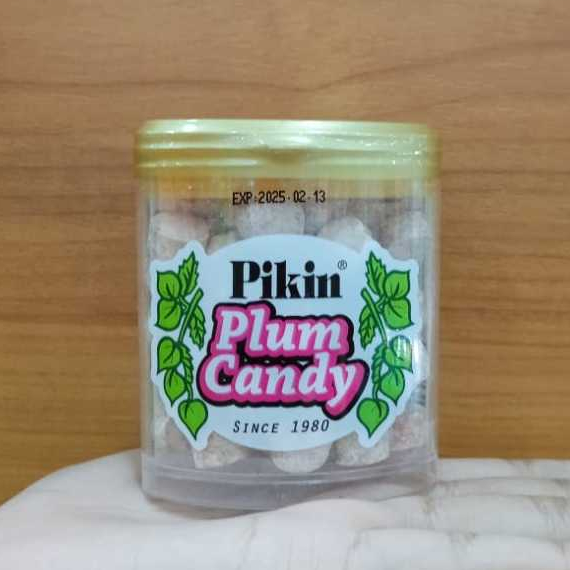 EXP:2025-02-13
Pikin®
Plum
Candy
SINCE 1980